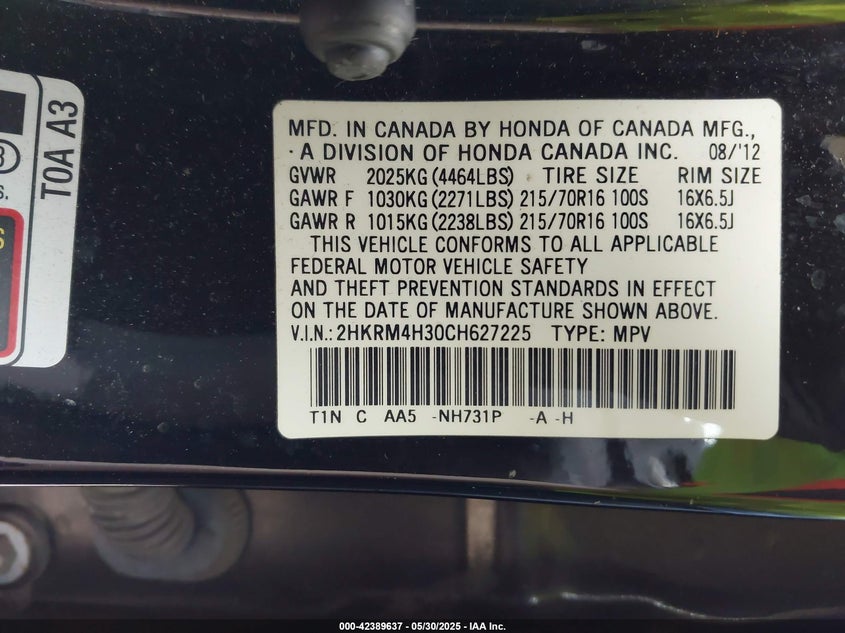 TOA A3
S.
S
MFD. IN CANADA BY HONDA OF CANADA MFG.,
· A DIVISION OF HONDA CANADA INC. 08/'12
GVWR 2025KG (4464LBS) TIRE SIZE RIM SIZE
GAWR F 1030KG (2271LBS) 215/70R16 100S 16X6.5J
GAWR R 1015KG (2238LBS) 215/70R16 100S 16X6.5J
THIS VEHICLE CONFORMS TO ALL APPLICABLE
FEDERAL MOTOR VEHICLE SAFETY
AND THEFT PREVENTION STANDARDS IN EFFECT
ON THE DATE OF MANUFACTURE SHOWN ABOVE.
V.I.N.: 2HKRM4H30CH627225 TYPE: MPV
T1N C AA5 -NH731P -A -H
000-42389637 - 05/30/2025 - IAA Inc.